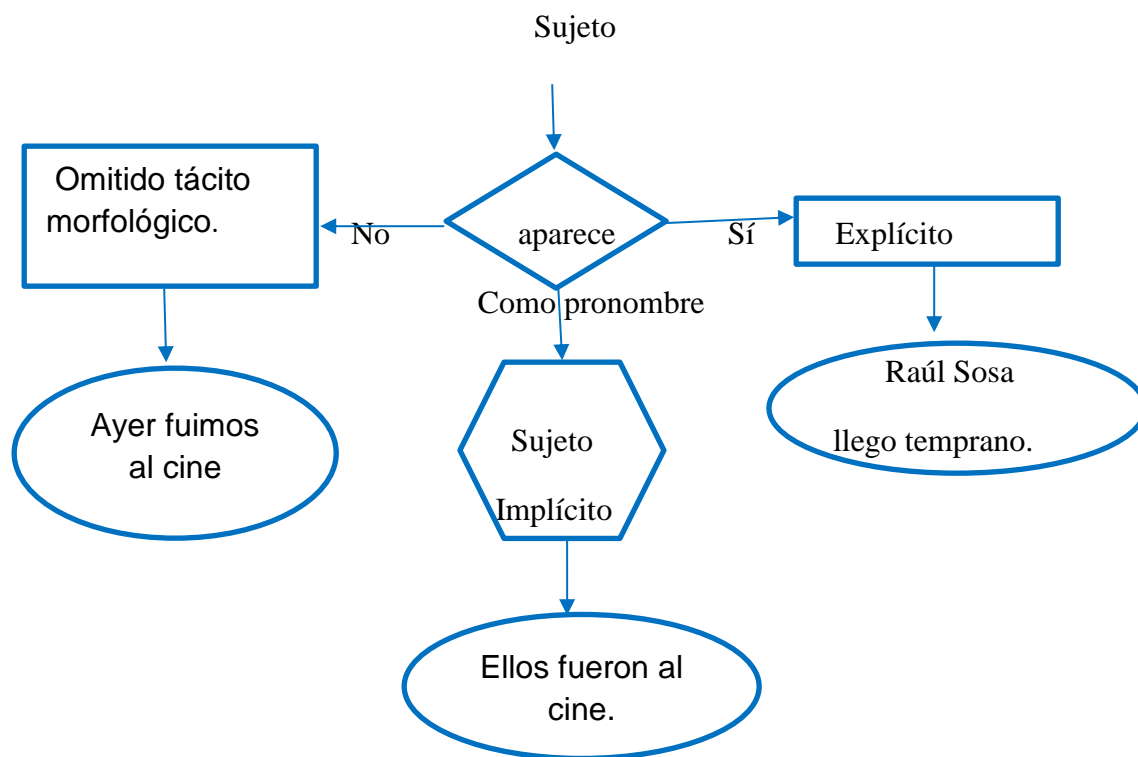 Sujeto
Omitido tácito
morfológico.
No
aparece
Sí
Explícito
Como pronombre
Ayer fuimos
al cine
Sujeto
Implícito
Raúl Sosa
llego temprano.
Ellos fueron al
cine.